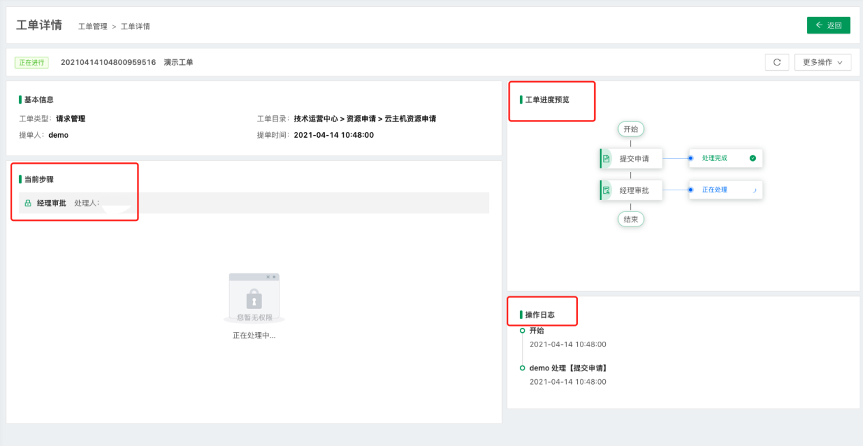 工单详情 工单管理 > 工单详情
返回
正在进行 20210414104800959516 演示工单
更多操作
基本信息
工单类型: 请求管理
工单目录: 技术运营中心 > 资源申请 > 云主机资源申请
提单人: demo
提单时间: 2021-04-14 10:48:00
当前步骤
经理审批 处理人:
您暂无权限
正在处理中...
工单进度预览
开始
提交申请 处理完成
经理审批 正在处理
结束
操作日志
开始
2021-04-14 10:48:00
demo 处理【提交申请】
2021-04-14 10:48:00